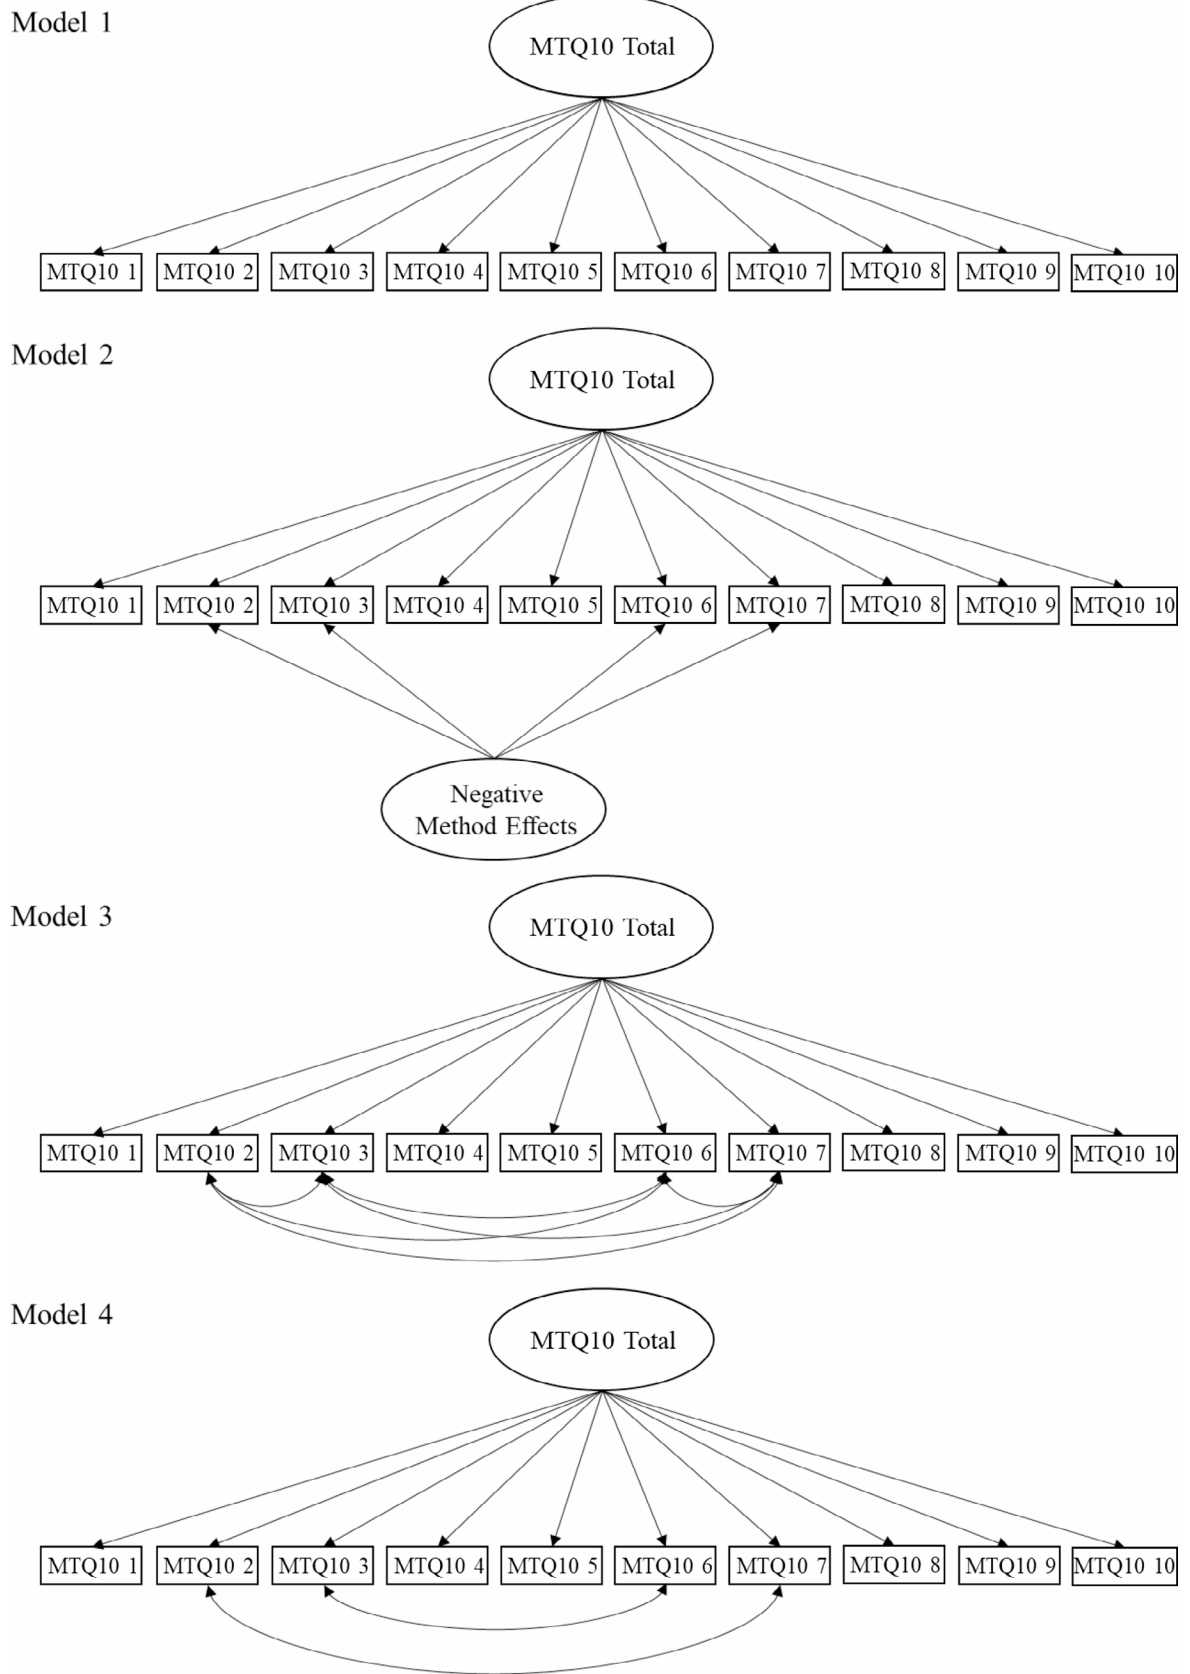 Model 1
MTQ10 Total
MTQ10 1 MTQ10 2 MTQ10 3 MTQ10 4 MTQ10 5 MTQ10 6 MTQ10 7 MTQ10 8 MTQ10 9 MTQ10 10
Model 2
MTQ10 Total
MTQ10 1 MTQ10 2 MTQ10 3 MTQ10 4 MTQ10 5 MTQ10 6 MTQ10 7 MTQ10 8 MTQ10 9 MTQ10 10
Negative
Method Effects
Model 3
MTQ10 Total
MTQ10 1 MTQ10 2 MTQ10 3 MTQ10 4 MTQ10 5 MTQ10 6 MTQ10 7 MTQ10 8 MTQ10 9 MTQ10 10
Model 4
MTQ10 Total
MTQ10 1 MTQ10 2 MTQ10 3 MTQ10 4 MTQ10 5 MTQ10 6 MTQ10 7 MTQ10 8 MTQ10 9 MTQ10 10